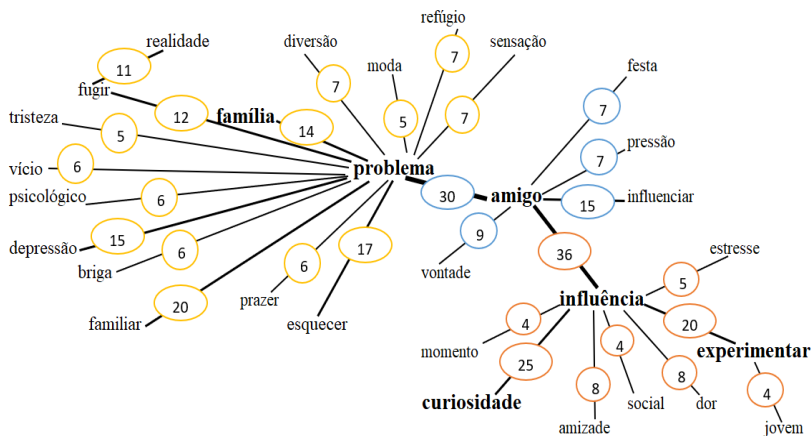 refúgio
realidade
diversão
sensação
7
11
moda
7
festa
fugir
família
7
12
14
5
7
7
tristeza
5
pressão
7
vício
6
problema
30
amigo
15
influenciar
psicológico
6
9
depressão
15
17
36
estresse
briga
6
vontade
5
6
20
prazer
influência
familiar
esquecer
4
20
momento
4
experimentar
25
8
8
4
curiosidade
social
dor
amizade
jovem